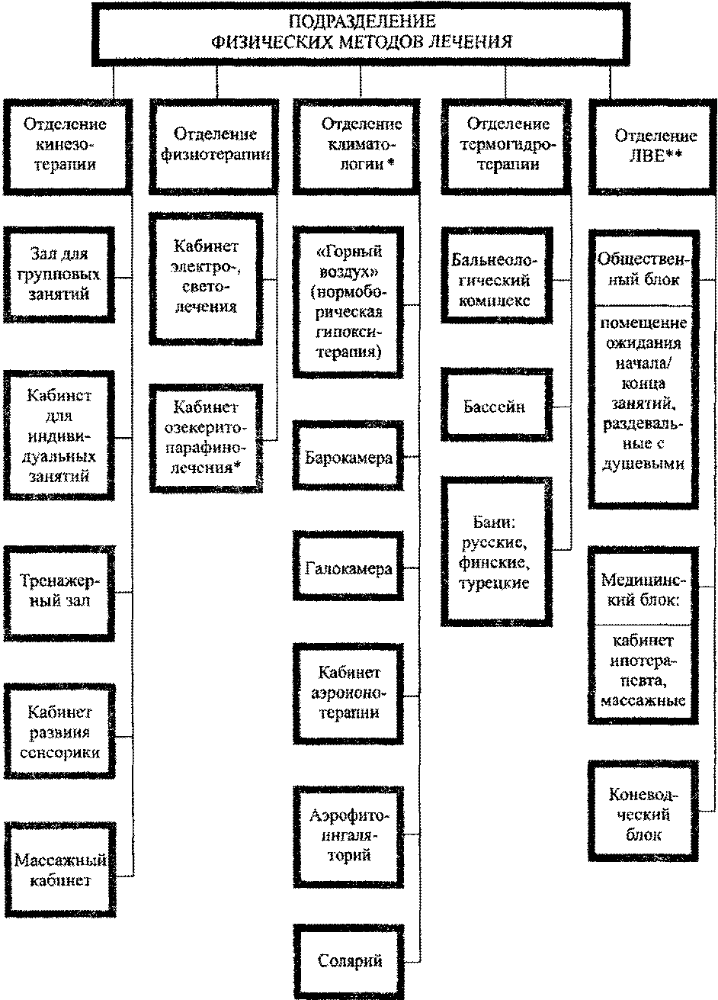 ПОДРАЗДЕЛЕНИЕ
ФИЗИЧЕСКИХ МЕТОДОВ ЛЕЧЕНИЯ
Отделение
кинезо-
терапии
Зал для
групповых
занятий
Кабинет
для
индиви-
дуальных
занятий
Тренажер-
ный зал
Кабинет
развиия
сенсорики
Массажный
кабинет
Отделение
физиотерапии
Кабинет
электро-,
свето-
лечения
Кабинет
озекерито-
парафино-
лечения*
Отделение
климато-
логии *
«Горный
воздух»
(нормобо-
рическая
гипокси-
терапия)
Барокамера
Галокамера
Кабинет
аэроионо-
терапии
Аэрофито-
ингаля-
торий
Солярий
Отделение
термогидро-
терапии
Бальнеоло-
гический
комплекс
Бассейн
Бани:
русские,
финские,
турецкие
Отделение
ЛВЕ**
Обществен-
ный блок
помещение
ожидания
начала/
конца
занятий,
раздеваль-
ные с
душевыми
Медицинс-
кий блок:
кабинет
ипотера-
певта,
массажные
Коневод-
ческий
блок